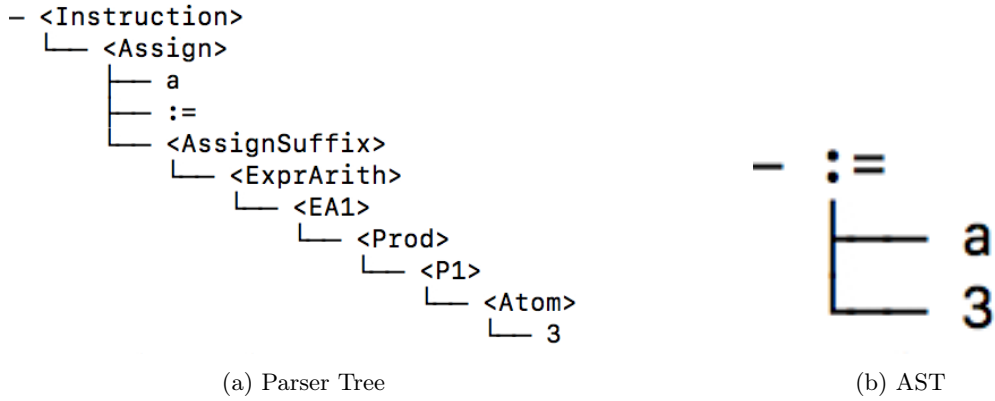 – <Instruction>
<Assign>
a
:=
<AssignSuffix>
<ExprArith>
<EA1>
<Prod>
<P1>
<Atom>
3
(a) Parser Tree
– :=
a
3
(b) AST